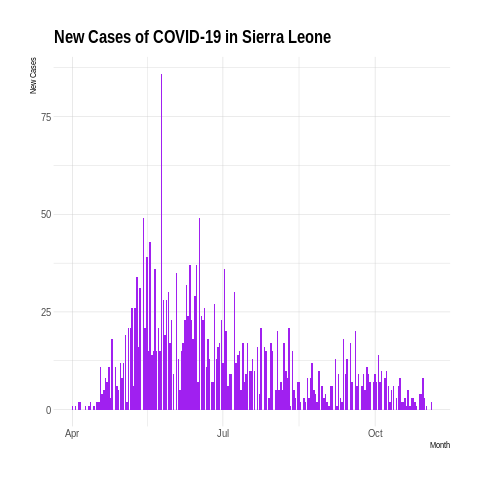 New Cases of COVID-19 in Sierra Leone
New Cases
75
50
25
0
Apr
Jul
Oct
Month